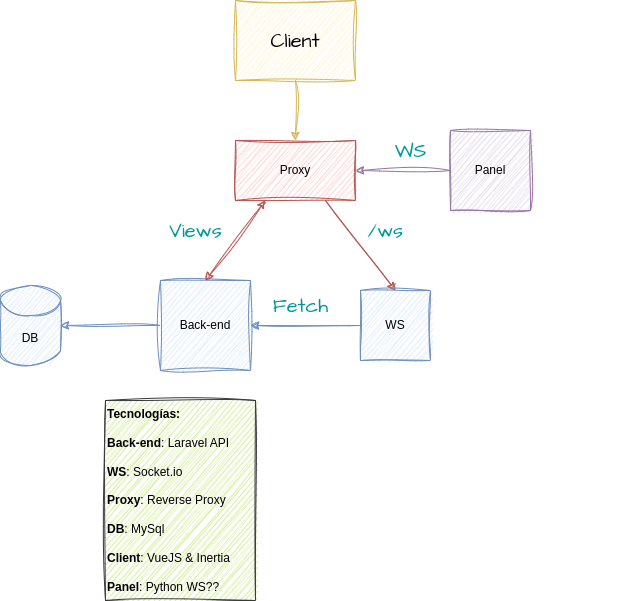 Client
WS
Proxy
Panel
Views
/ws
Fetch
DB
Back-end
WS
Tecnologías:
Back-end: Laravel API
WS: Socket.io
Proxy: Reverse Proxy
DB: MySql
Client: VueJS & Inertia
Panel: Python WS??